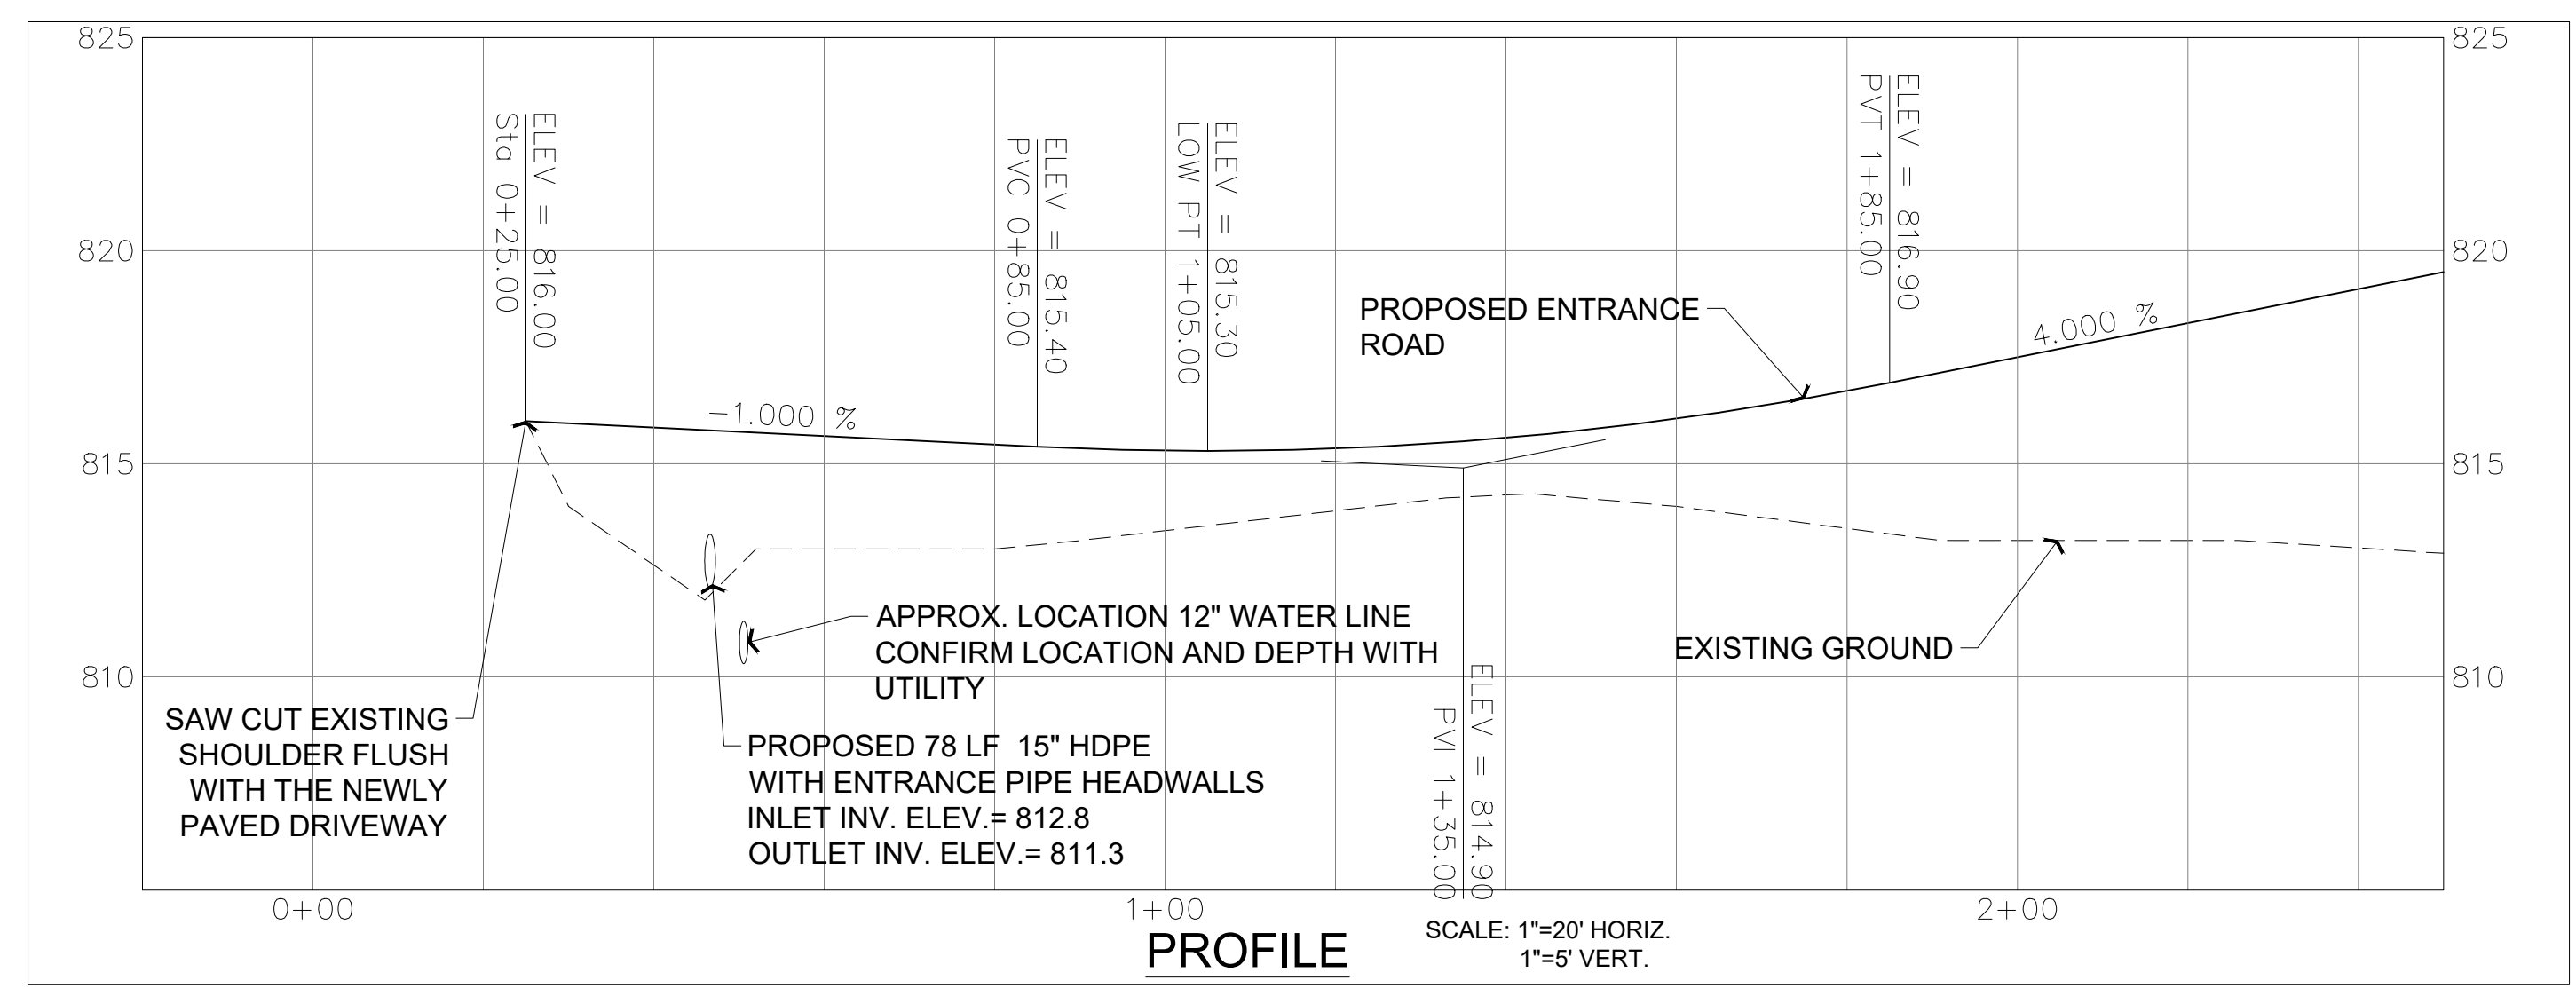 825
825
820
820
815
815
810
810
ELEV = 816.00
Sta 0+25.00
ELEV = 815.40
PVC 0+85.00
ELEV = 815.30
LOW PT 1+05.00
ELEV = 816.90
PVT 1+85.00
-1.000 %
4.000 %
PROPOSED ENTRANCE
ROAD
APPROX. LOCATION 12" WATER LINE
CONFIRM LOCATION AND DEPTH WITH
UTILITY
EXISTING GROUND
SAW CUT EXISTING
SHOULDER FLUSH
WITH THE NEWLY
PAVED DRIVEWAY
PROPOSED 78 LF 15" HDPE
WITH ENTRANCE PIPE HEADWALLS
INLET INV. ELEV.= 812.8
OUTLET INV. ELEV.= 811.3
ELEV = 814.90
PVI 1+35.00
0+00
1+00
2+00
PROFILE
SCALE: 1"=20' HORIZ.
1"=5' VERT.